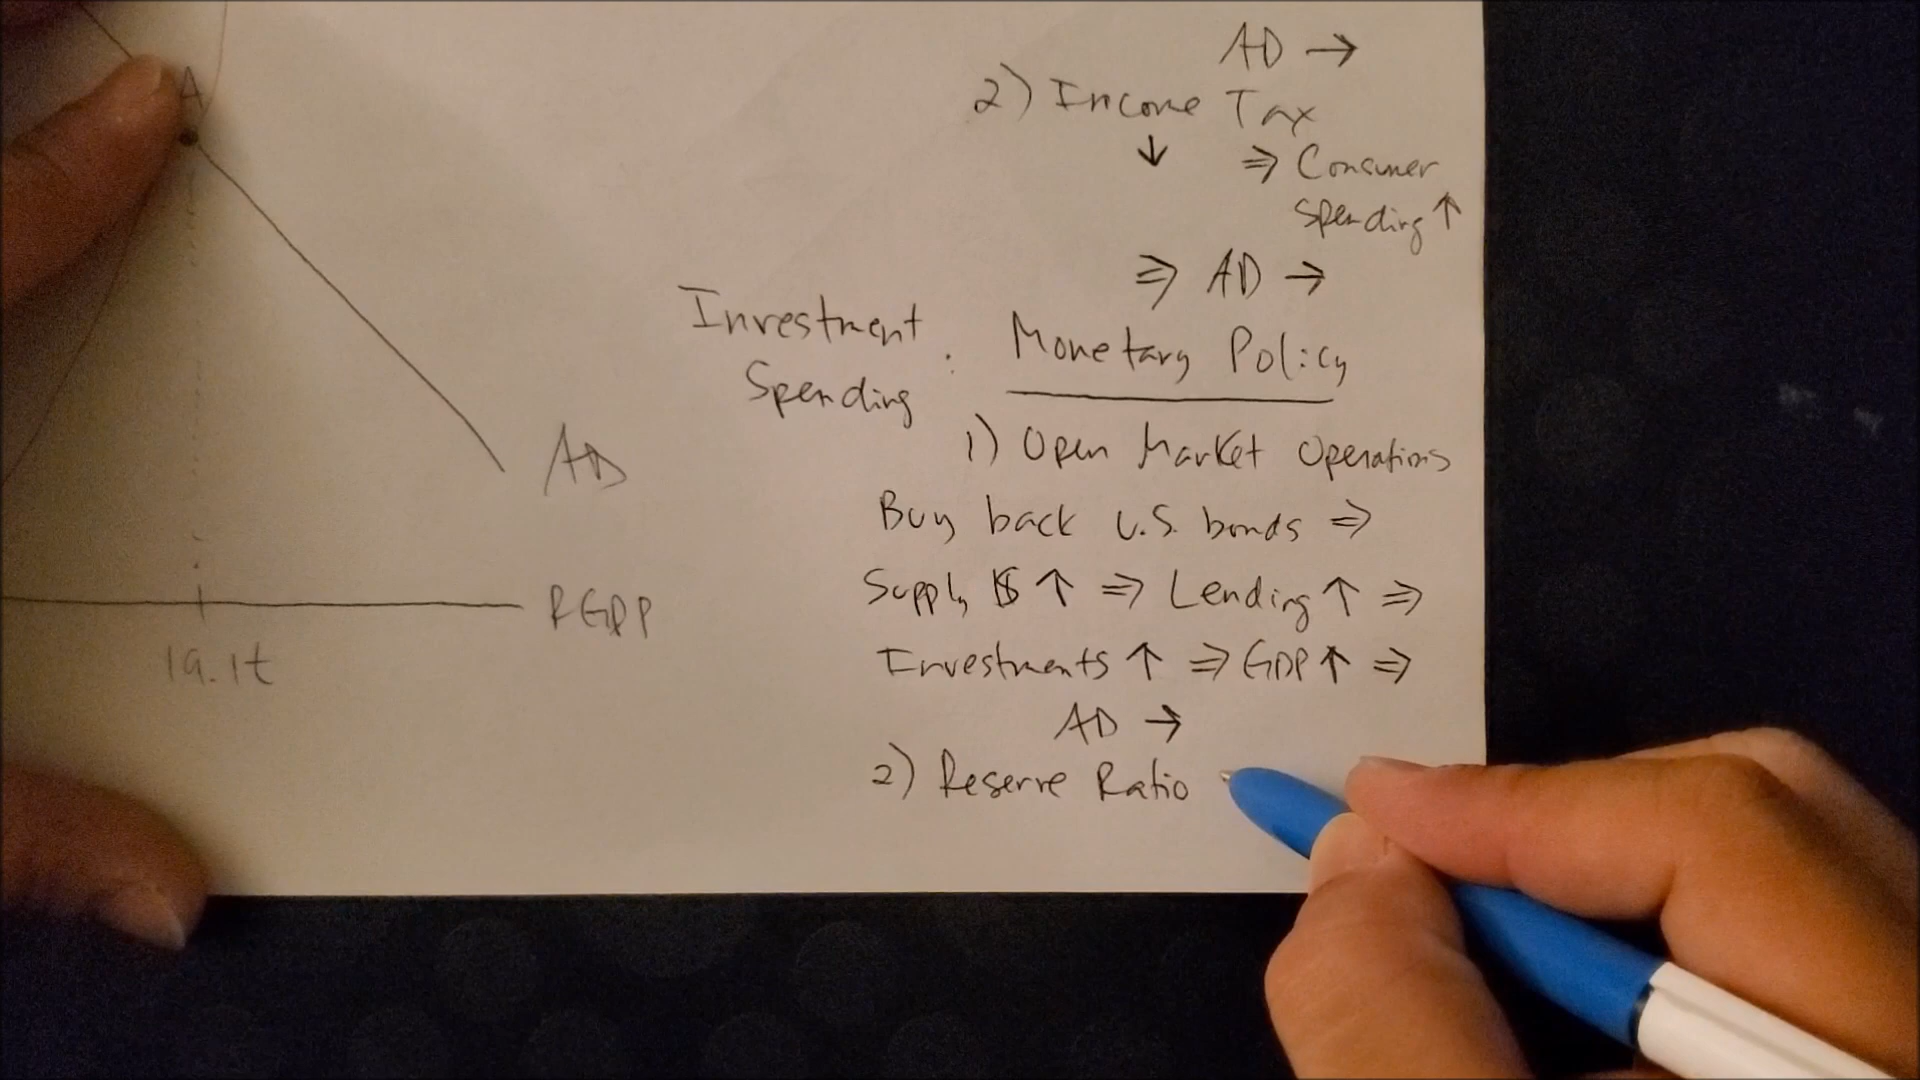 A
AD
RGDP
19.1t
AD →
2) Income Tax
↓ ⇒ Consumer
Spending ↑
⇒ AD →
Investment
Spending :
Monetary Policy
1) Open Market Operations
Buy back U.S. bonds ⇒
Supply $ ↑ ⇒ Lending ↑ ⇒
Investments ↑ ⇒ GDP ↑ ⇒
AD →
2) Reserve Ratio